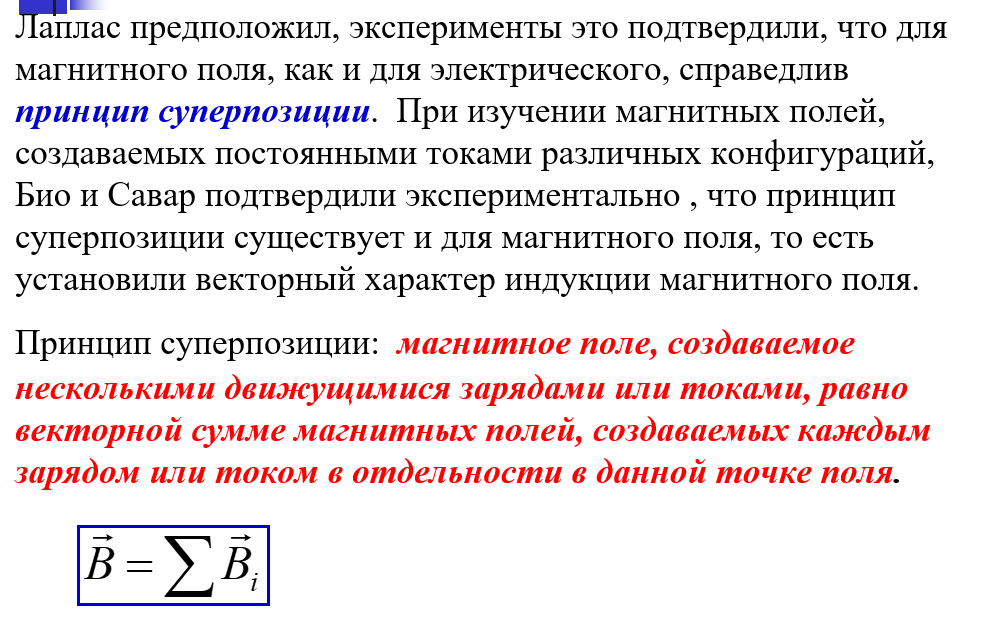 Лаплас предположил, эксперименты это подтвердили, что для
магнитного поля, как и для электрического, справедлив
принцип суперпозиции.  При изучении магнитных полей,
создаваемых постоянными токами различных конфигураций,
Био и Савар подтвердили экспериментально , что принцип
суперпозиции существует и для магнитного поля, то есть
установили векторный характер индукции магнитного поля.
Принцип суперпозиции:  магнитное поле, создаваемое
несколькими движущимися зарядами или токами, равно
векторной сумме магнитных полей, создаваемых каждым
зарядом или током в отдельности в данной точке поля.
B⃗ = ∑ B⃗ᵢ